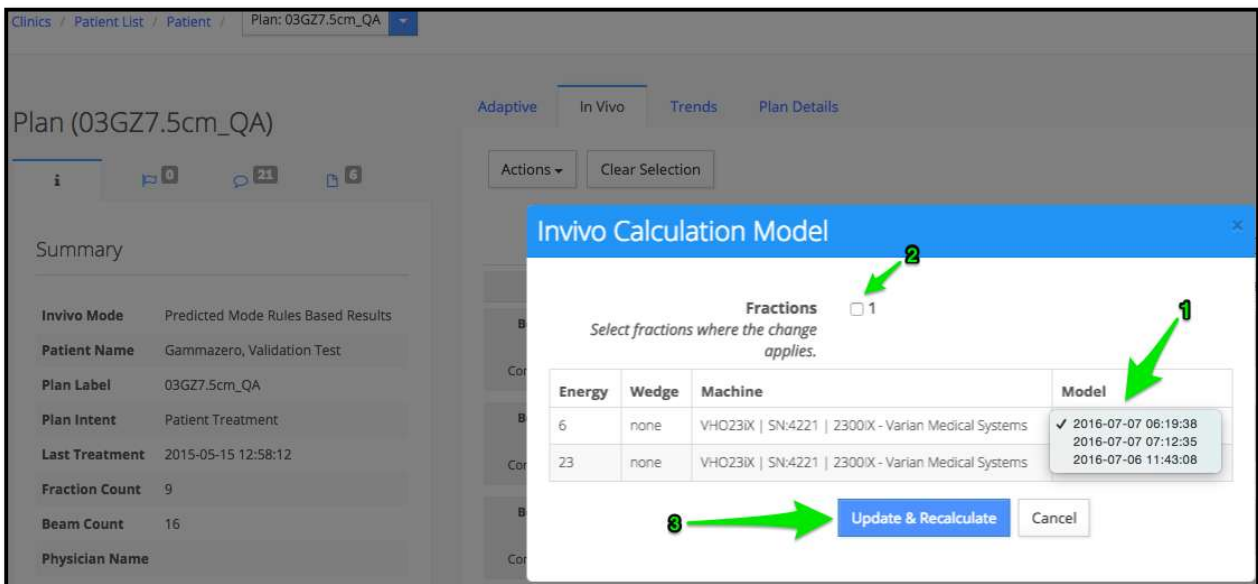 Clinics / Patient List / Patient / Plan: 03GZ7.5cm_QA
Plan (03GZ7.5cm_QA)
i 0 21 6
Summary
Invivo Mode Predicted Mode Rules Based Results
Patient Name Gammazero, Validation Test
Plan Label 03GZ7.5cm_QA
Plan Intent Patient Treatment
Last Treatment 2015-05-15 12:58:12
Fraction Count 9
Beam Count 16
Physician Name
Adaptive In Vivo Trends Plan Details
Actions Clear Selection
Invivo Calculation Model ×
2
Fractions 1
Select fractions where the change
applies.
1
Energy Wedge Machine Model
6 none VHO23iX | SN:4221 | 2300IX - Varian Medical Systems ✓ 2016-07-07 06:19:38
2016-07-07 07:12:35
23 none VHO23iX | SN:4221 | 2300IX - Varian Medical Systems 2016-07-06 11:43:08
3 Update & Recalculate Cancel